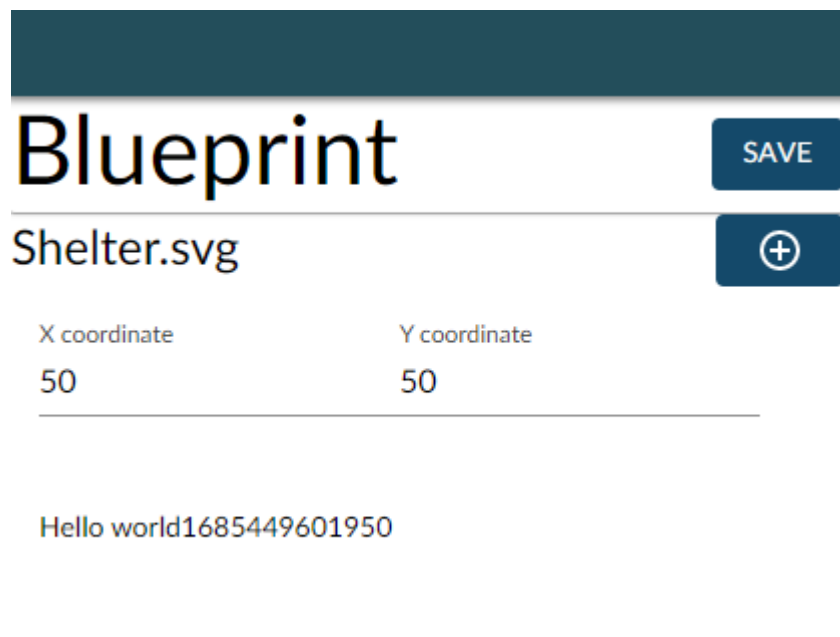 Blueprint SAVE
Shelter.svg
X coordinate Y coordinate
50 50
Hello world1685449601950